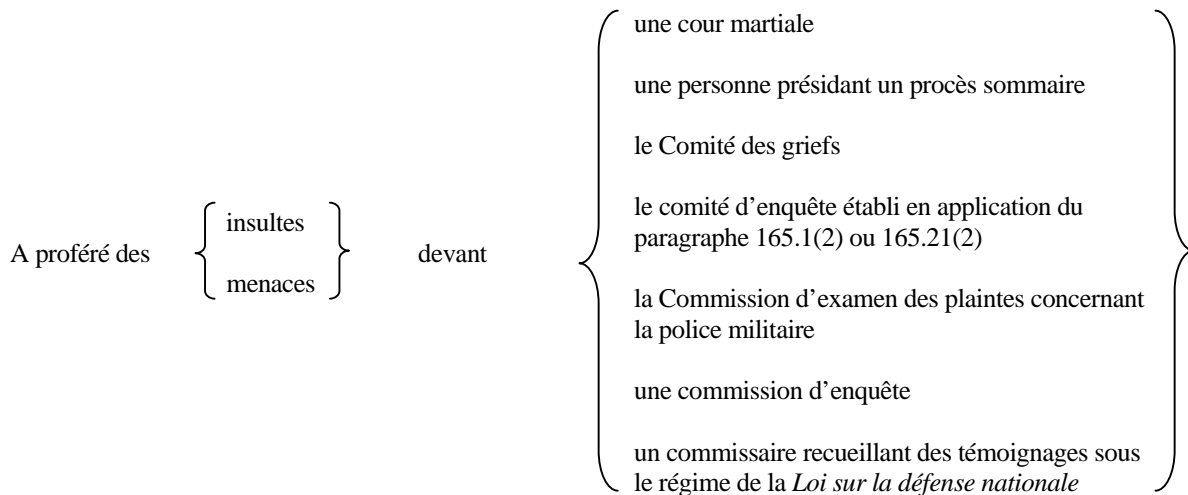 une cour martiale
une personne présidant un procès sommaire
le Comité des griefs
le comité d’enquête établi en application du
paragraphe 165.1(2) ou 165.21(2)
A proféré des
insultes
menaces
devant
la Commission d’examen des plaintes concernant
la police militaire
une commission d’enquête
un commissaire recueillant des témoignages sous
le régime de la Loi sur la défense nationale